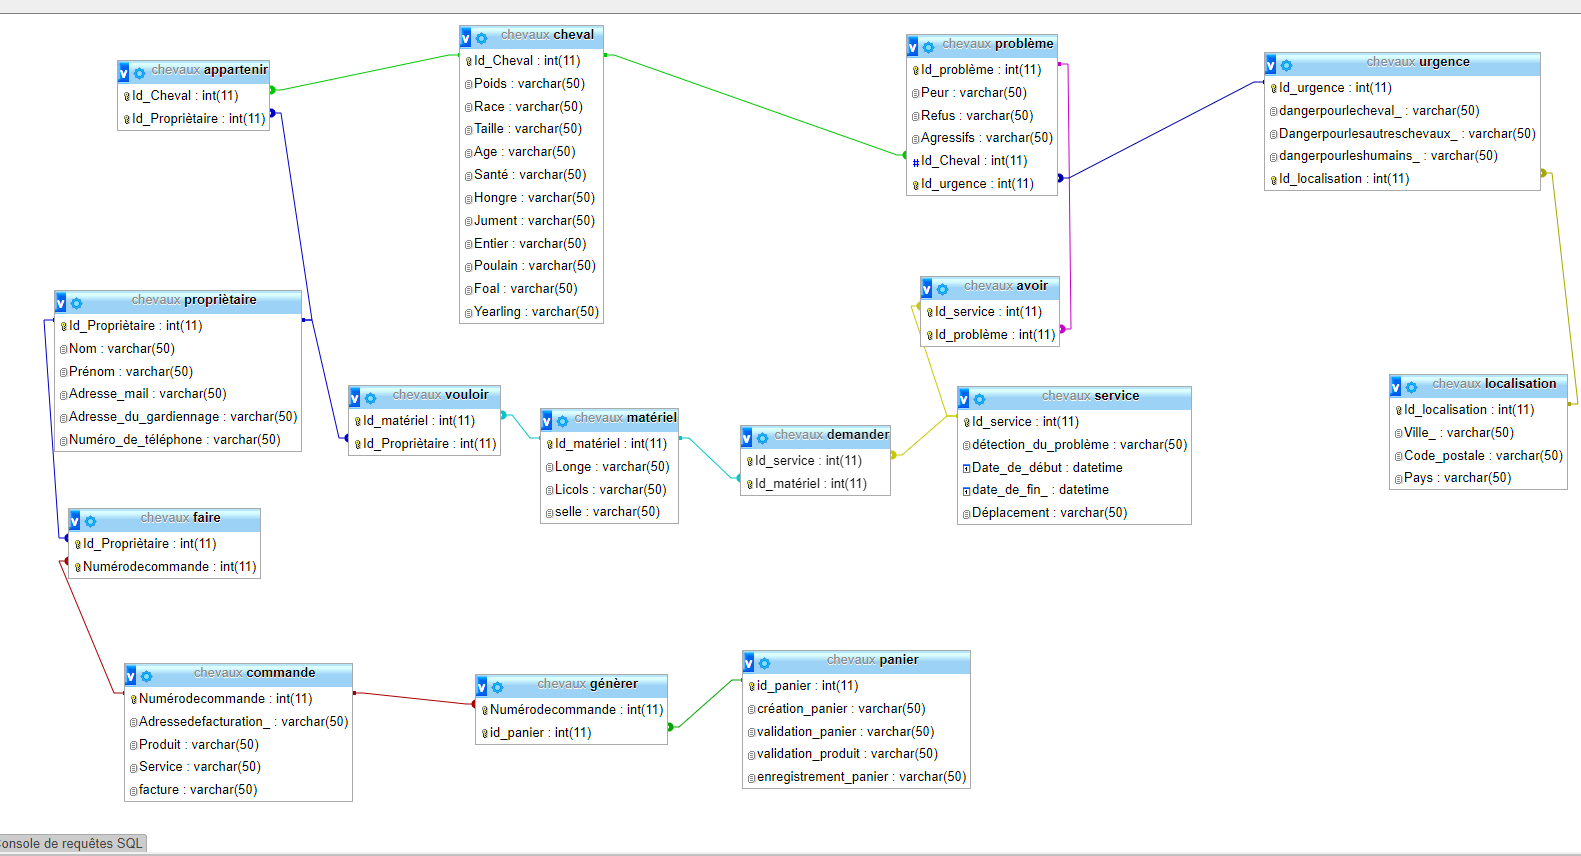 chevaux appartenir
Id_Cheval : int(11)
Id_Propriètaire : int(11)
chevaux cheval
Id_Cheval : int(11)
Poids : varchar(50)
Race : varchar(50)
Taille : varchar(50)
Age : varchar(50)
Santé : varchar(50)
Hongre : varchar(50)
Jument : varchar(50)
Entier : varchar(50)
Poulain : varchar(50)
Foal : varchar(50)
Yearling : varchar(50)
chevaux problème
Id_problème : int(11)
Peur : varchar(50)
Refus : varchar(50)
Agressifs : varchar(50)
Id_Cheval : int(11)
Id_urgence : int(11)
chevaux urgence
Id_urgence : int(11)
dangerpourlecheval_ : varchar(50)
Dangerpourlesautreschevaux_ : varchar(50)
dangerpourleshumains_ : varchar(50)
Id_localisation : int(11)
chevaux propriètaire
Id_Propriètaire : int(11)
Nom : varchar(50)
Prénom : varchar(50)
Adresse_mail : varchar(50)
Adresse_du_gardiennage : varchar(50)
Numéro_de_téléphone : varchar(50)
chevaux vouloir
Id_matériel : int(11)
Id_Propriètaire : int(11)
chevaux matériel
Id_matériel : int(11)
Longe : varchar(50)
Licols : varchar(50)
selle : varchar(50)
chevaux demander
Id_service : int(11)
Id_matériel : int(11)
chevaux avoir
Id_service : int(11)
Id_problème : int(11)
chevaux service
Id_service : int(11)
détection_du_problème : varchar(50)
Date_de_début : datetime
date_de_fin_ : datetime
Déplacement : varchar(50)
chevaux localisation
Id_localisation : int(11)
Ville_ : varchar(50)
Code_postale : varchar(50)
Pays : varchar(50)
chevaux faire
Id_Propriètaire : int(11)
Numérodecommande : int(11)
chevaux commande
Numérodecommande : int(11)
Adressedefacturation_ : varchar(50)
Produit : varchar(50)
Service : varchar(50)
facture : varchar(50)
chevaux génèrer
Numérodecommande : int(11)
id_panier : int(11)
chevaux panier
id_panier : int(11)
création_panier : varchar(50)
validation_panier : varchar(50)
validation_produit : varchar(50)
enregistrement_panier : varchar(50)
onsole de requêtes SQL